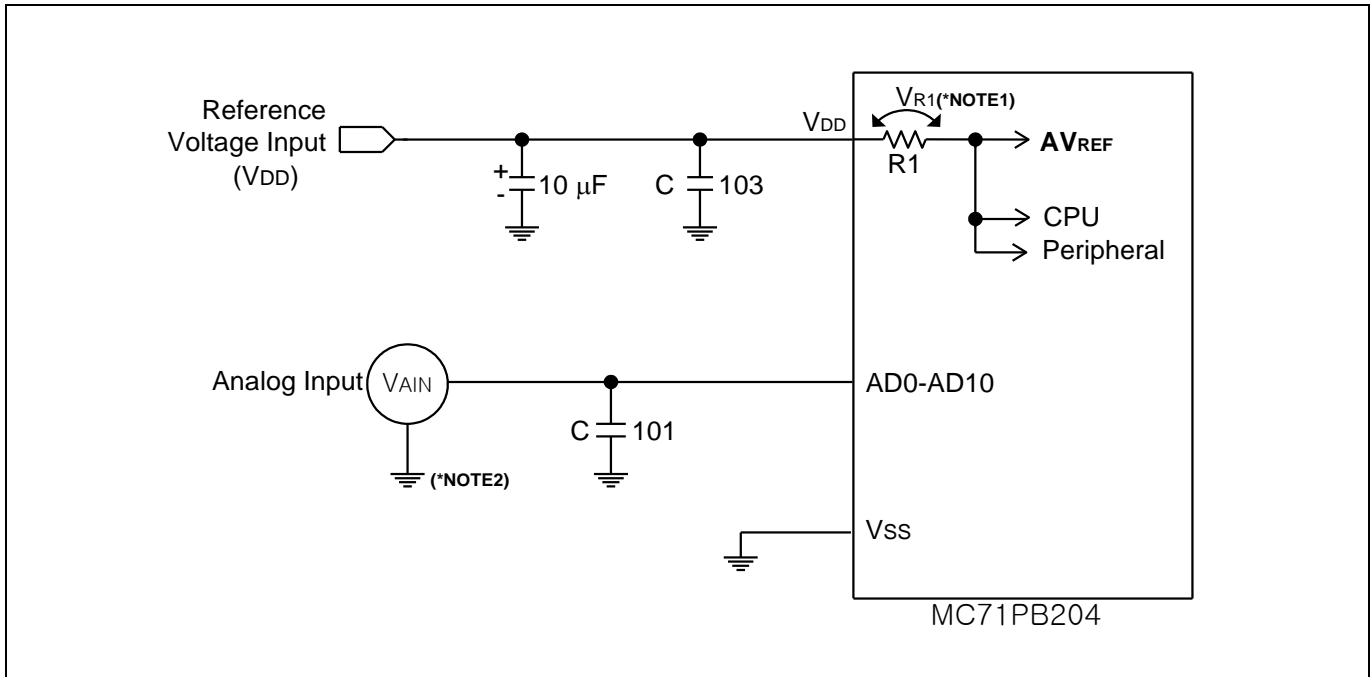 Reference
Voltage Input
(VDD)
+
-
10 μF
C 103
VDD
VR1(*NOTE1)
R1
AVREF
CPU
Peripheral
Analog Input
VAIN
(*NOTE2)
C 101
AD0-AD10
VSS
MC71PB204